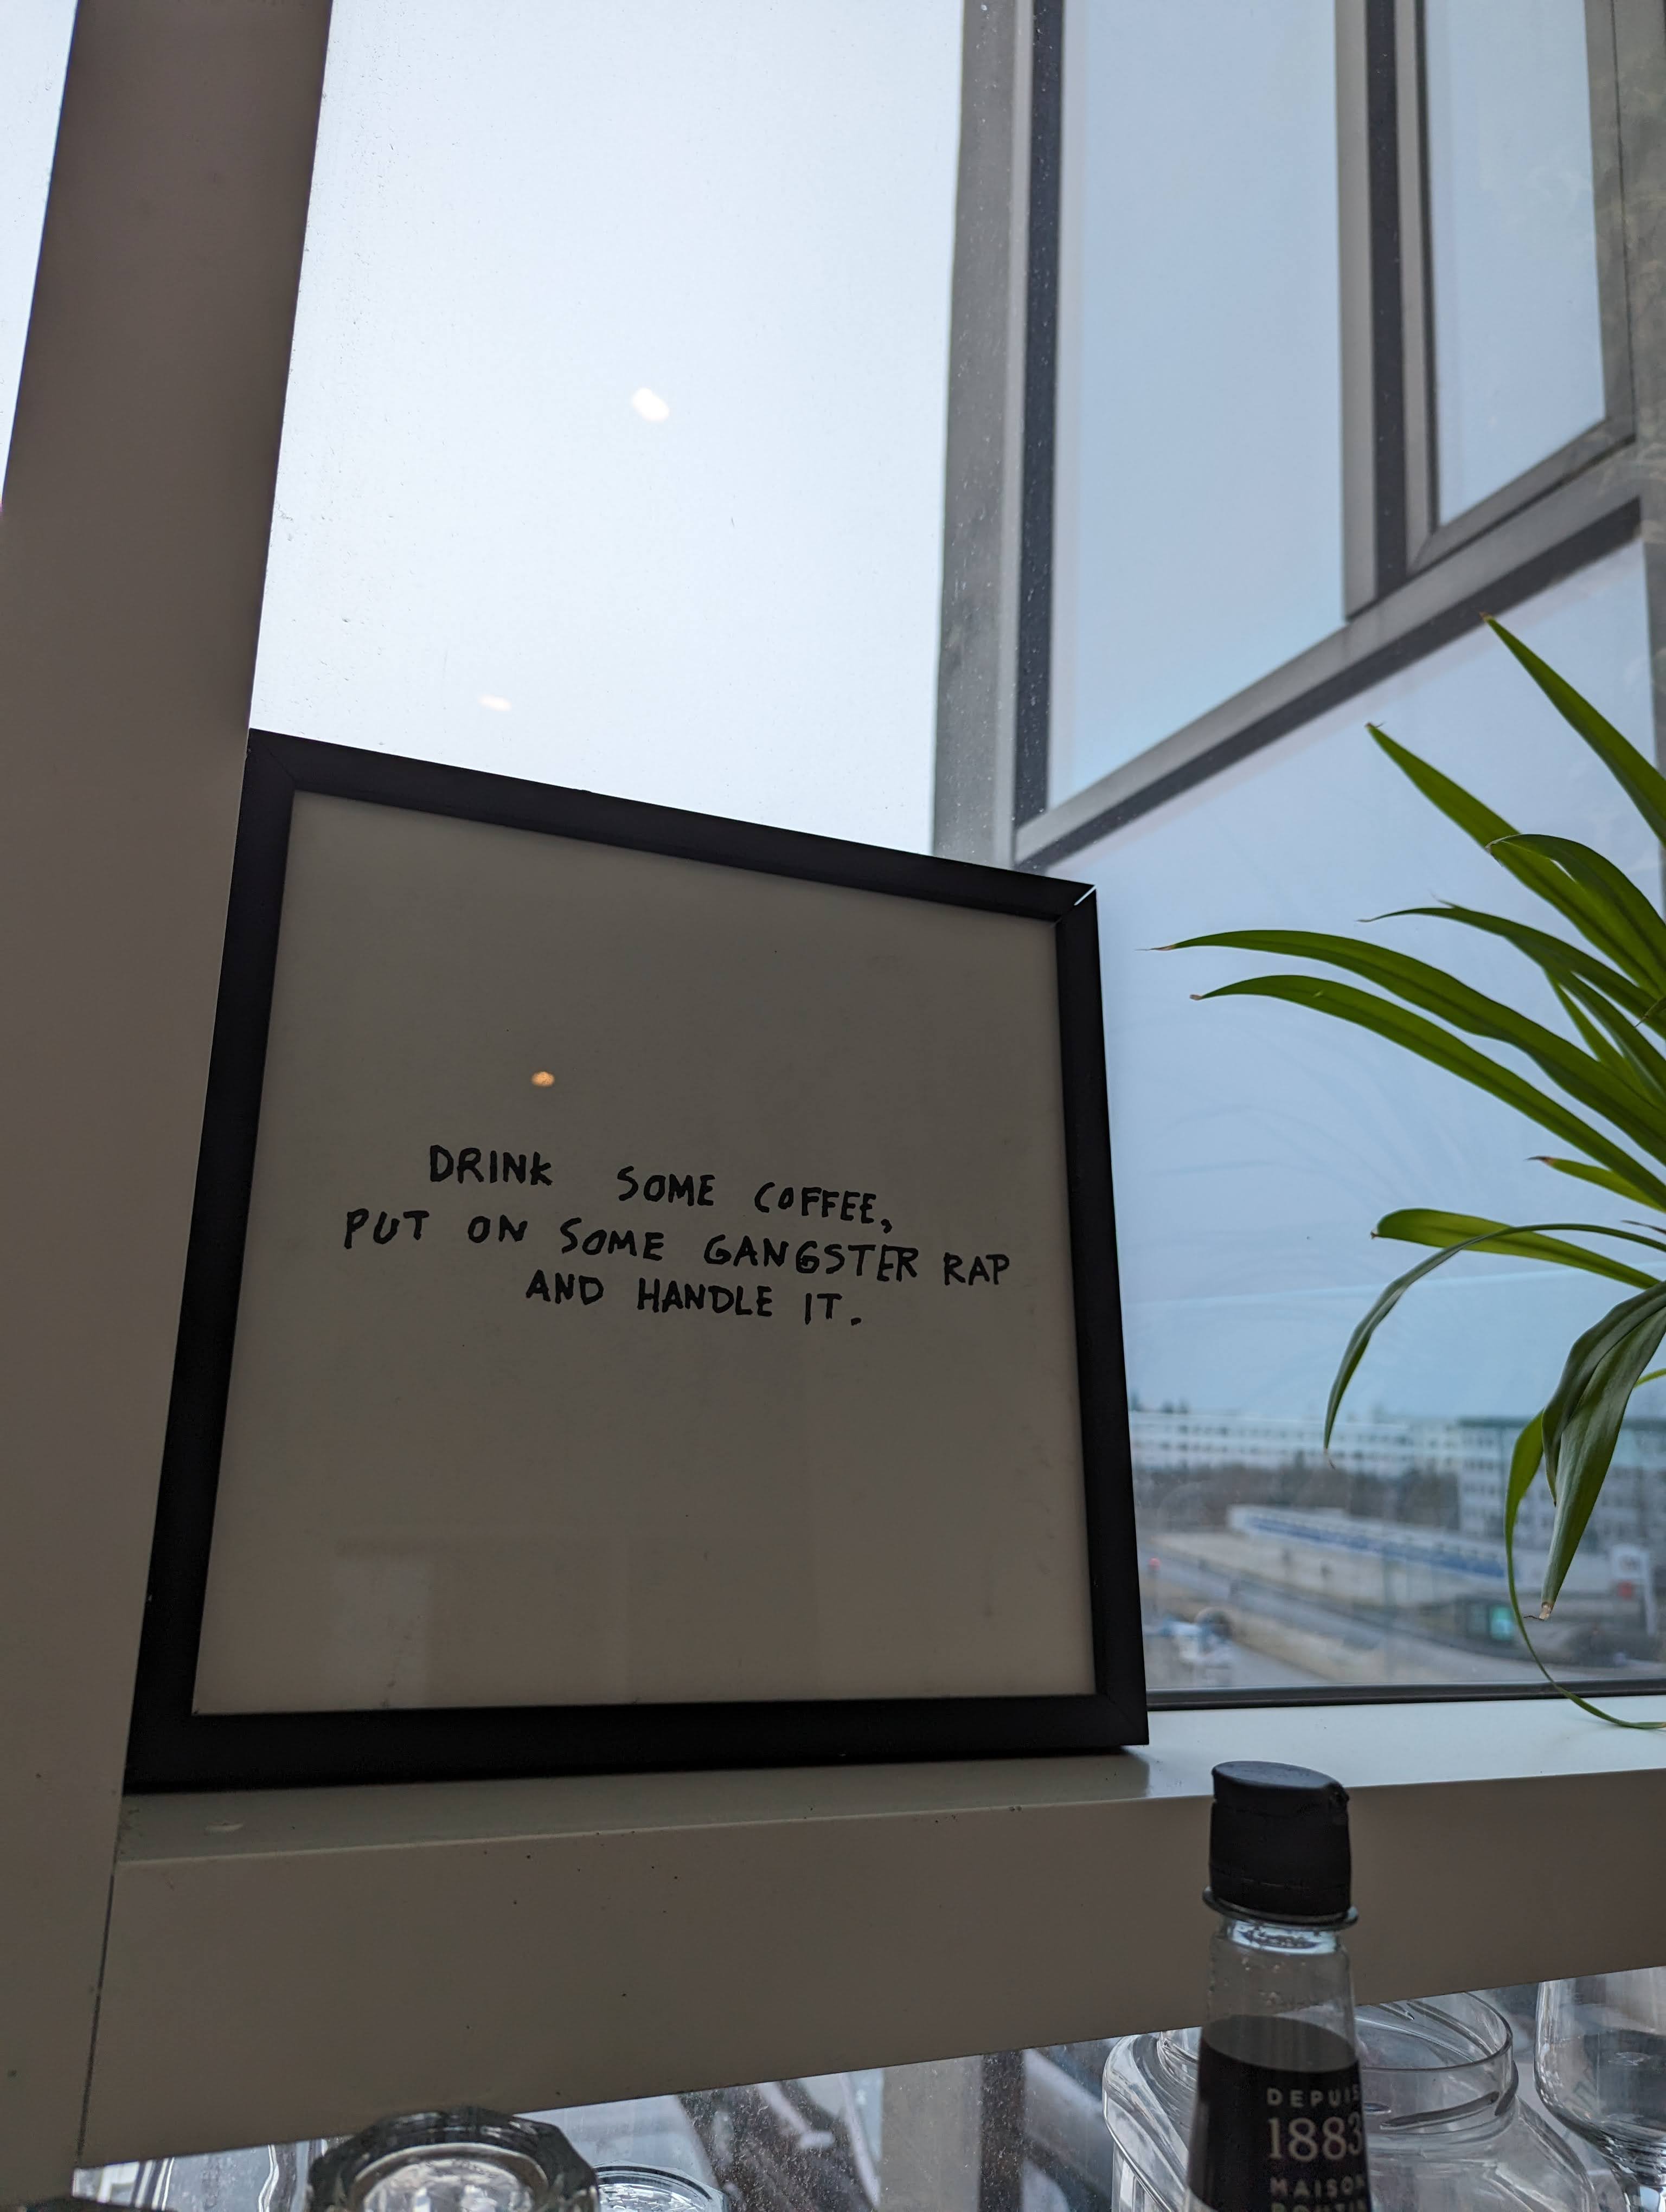 DRINK SOME COFFEE,
PUT ON SOME GANGSTER RAP
AND HANDLE IT.
DEPUIS
1883
MAISON